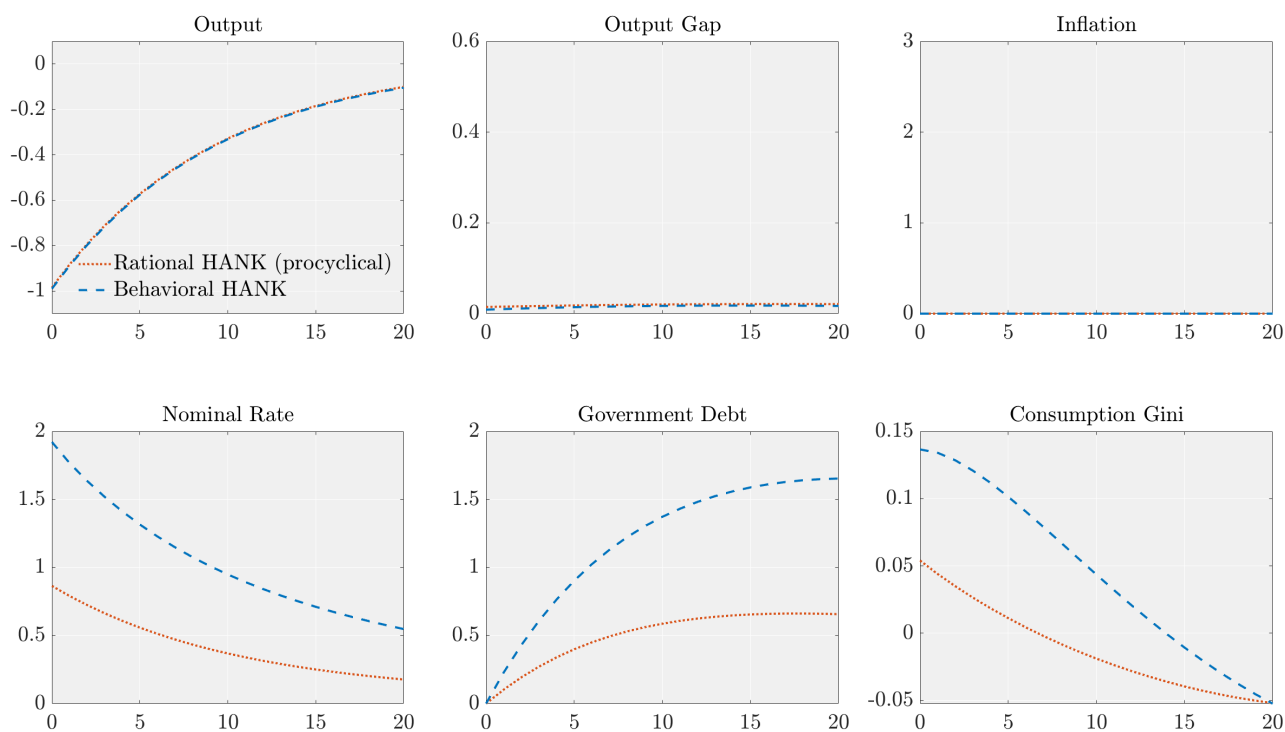 Output
0
-0.2
-0.4
-0.6
-0.8
-1
Rational HANK (procyclical)
Behavioral HANK
0 5 10 15 20
Output Gap
0.6
0.4
0.2
0
0 5 10 15 20
Inflation
3
2
1
0
0 5 10 15 20
Nominal Rate
2
1.5
1
0.5
0
0 5 10 15 20
Government Debt
2
1.5
1
0.5
0
0 5 10 15 20
Consumption Gini
0.15
0.1
0.05
0
-0.05
0 5 10 15 20